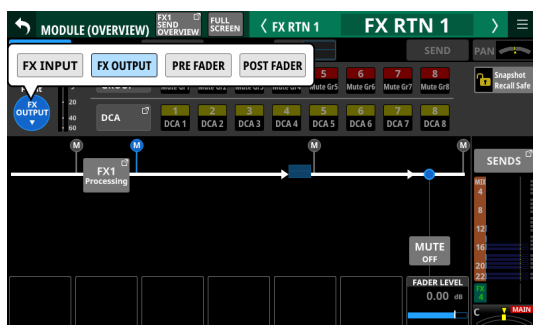 MODULE (OVERVIEW)
FX1
SEND
OVERVIEW
FULL
SCREEN
FX RTN 1
FX RTN 1
FX INPUT
FX OUTPUT
PRE FADER
POST FADER
SEND
PAN
5 6 7 8
Mute Gr5 Mute Gr6 Mute Gr7 Mute Gr8
Snapshot
Recall Safe
FX
OUTPUT
20
40
60
DCA
1 2 3 4 5 6 7 8
DCA 1 DCA 2 DCA 3 DCA 4 DCA 5 DCA 6 DCA 7 DCA 8
M M M M
FX1
Processing
SENDS
MIX
4
8
12
16
20
22
FX
4
MUTE
OFF
FADER LEVEL
0.00 dB
C
MAIN